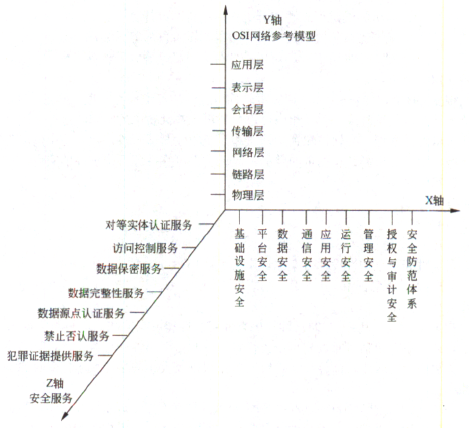 Y轴
OSI网络参考模型
应用层
表示层
会话层
传输层
网络层
链路层
物理层
X轴
基础设施安全
平台安全
数据安全
通信安全
应用安全
运行安全
管理安全
授权与审计安全
安全防范体系
对等实体认证服务
访问控制服务
数据保密服务
数据完整性服务
数据源点认证服务
禁止否认服务
犯罪证据提供服务
Z轴
安全服务